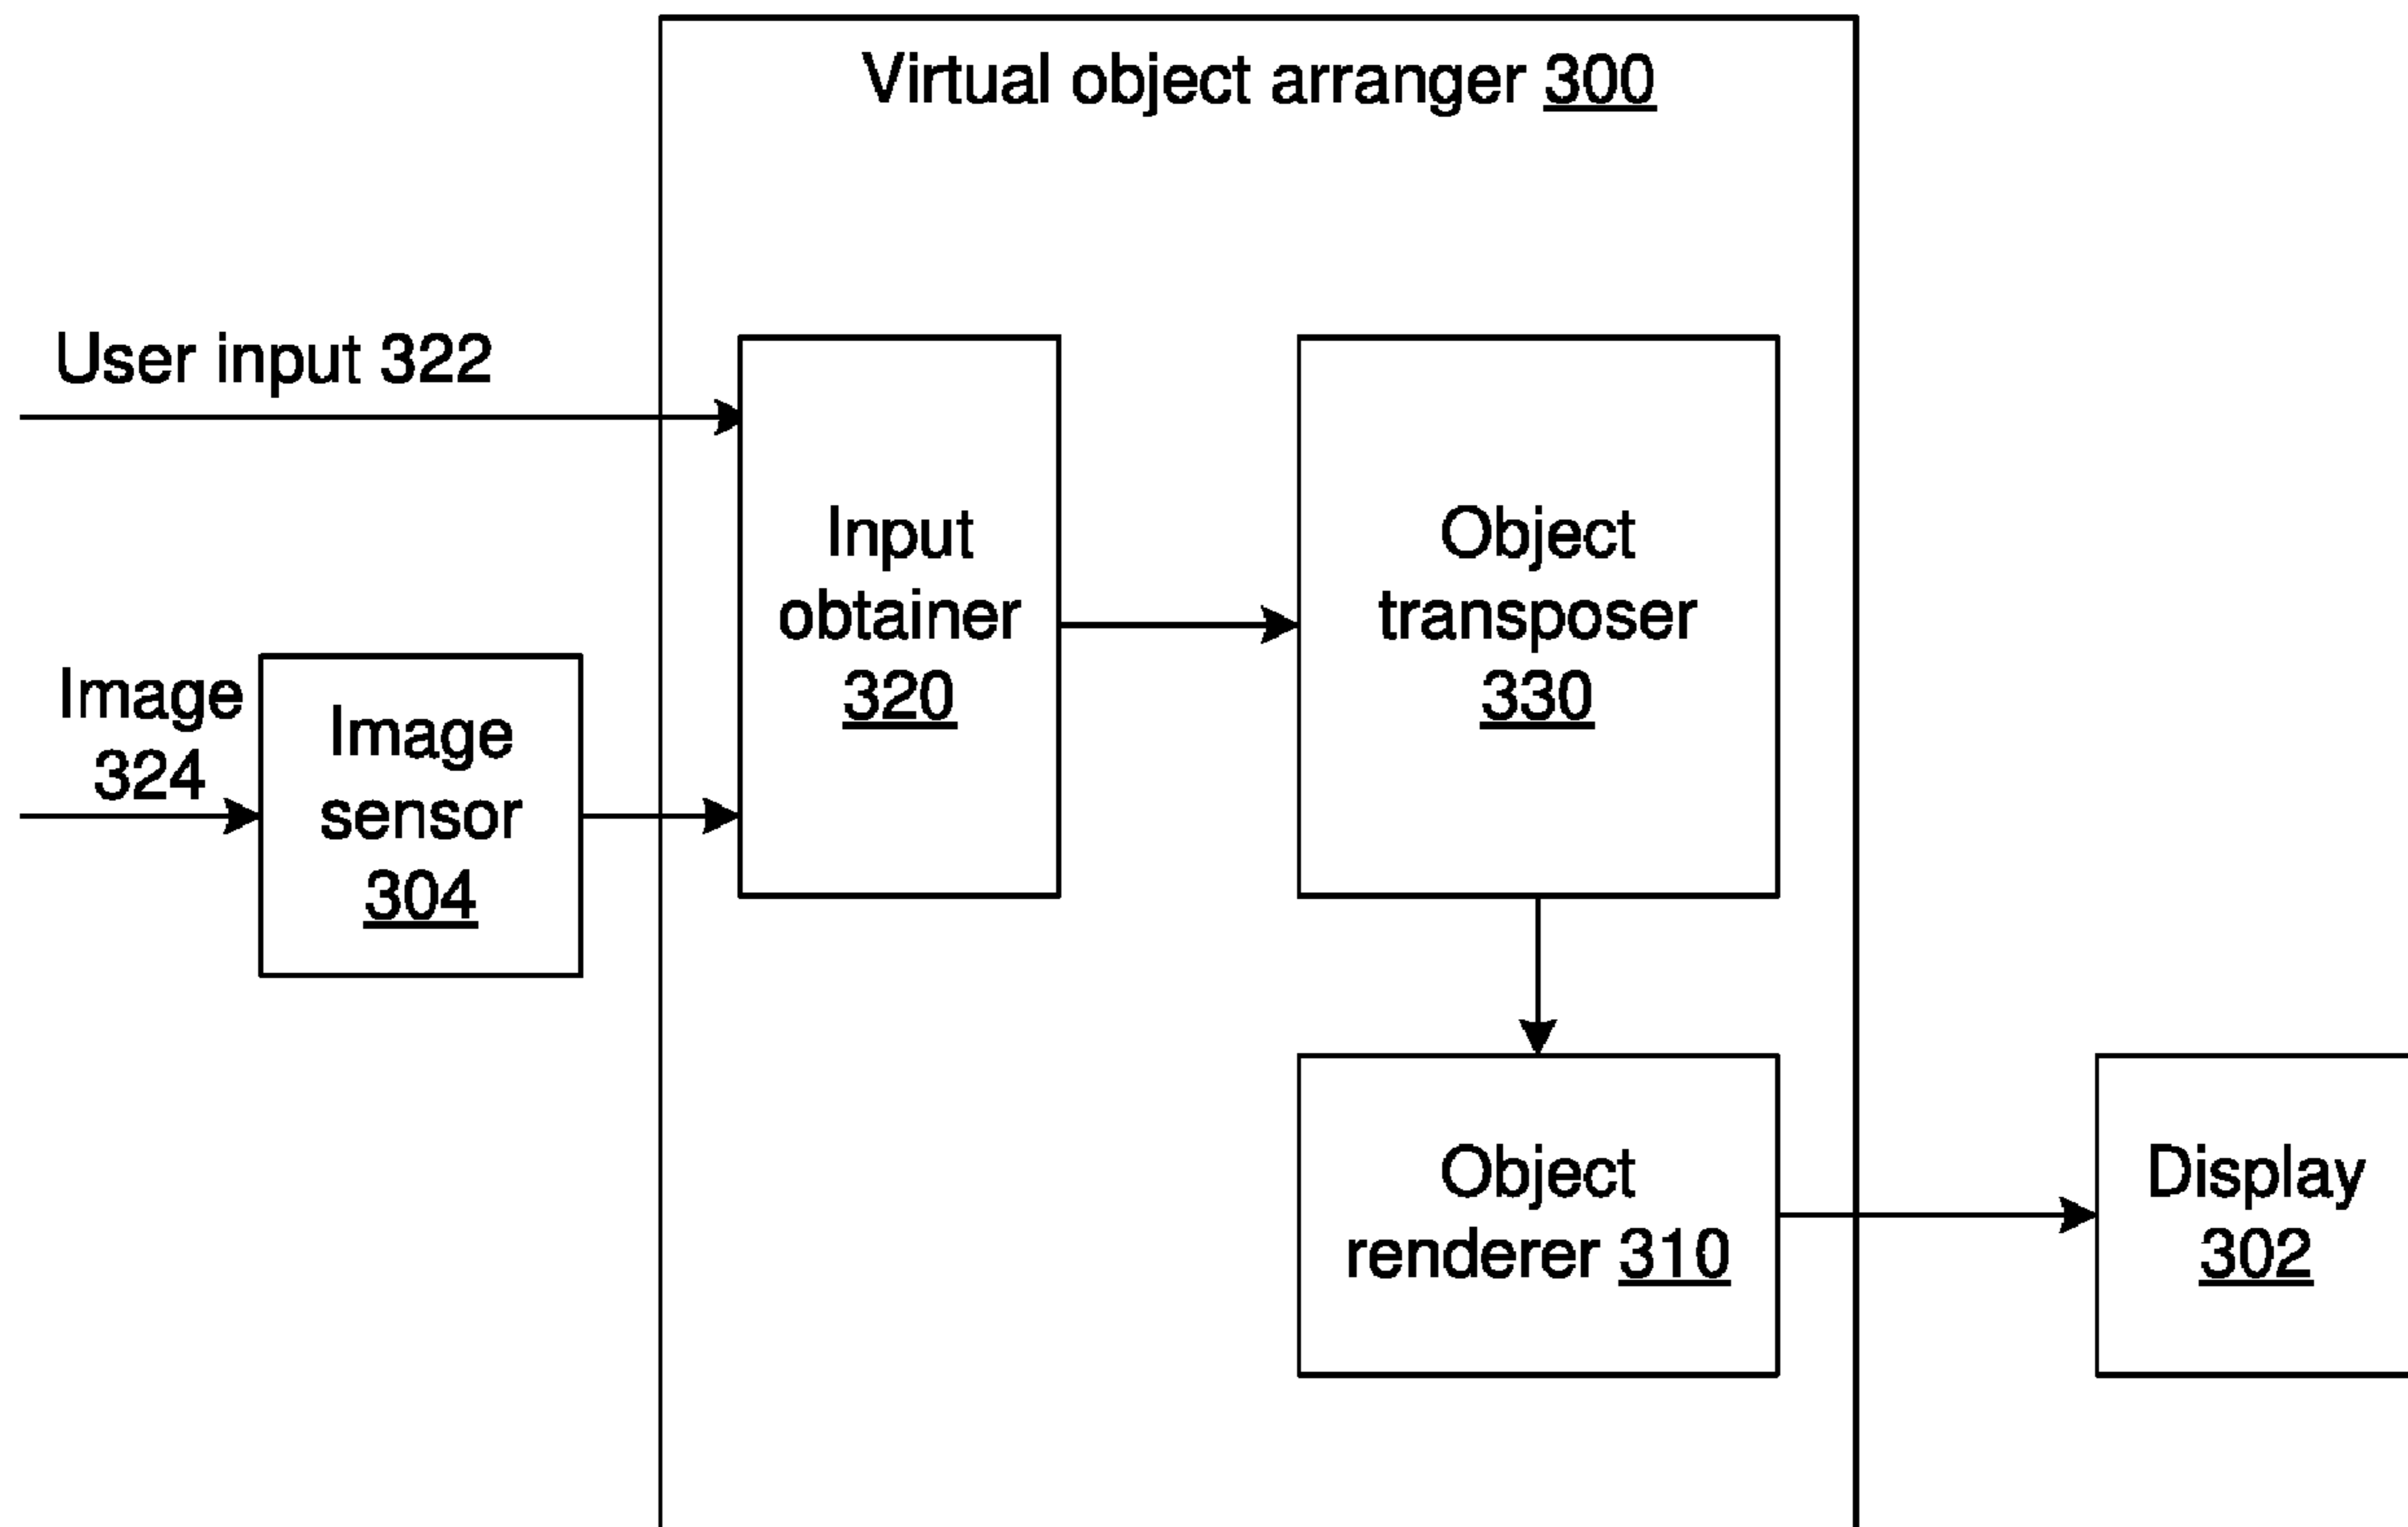 Virtual object arranger 300
User input 322
Input
obtainer
320
Object
transposer
330
Image
324
Image
sensor
304
Object
renderer 310
Display
302